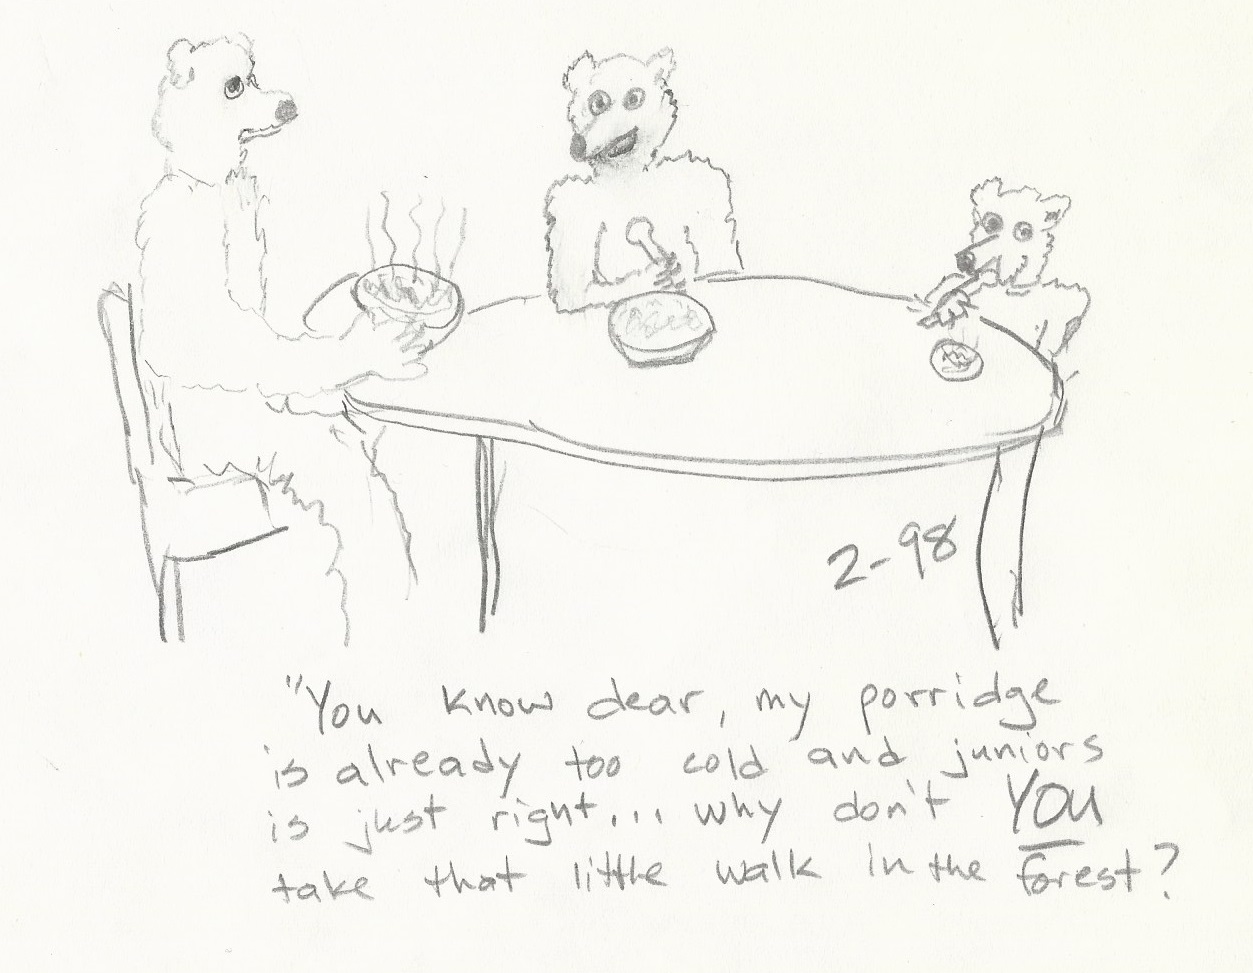 2-98
"You know dear, my porridge
is already too cold and juniors
is just right... why don't YOU
take that little walk in the forest?